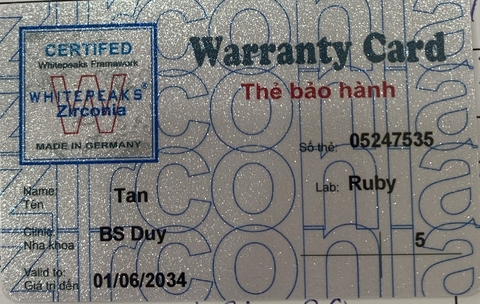 CERTIFED
Whitepeaks Framework
WHITEPEAKS®
Zirconia
MADE IN GERMANY
Warranty Card
Thẻ bảo hành
Số thẻ: 05247535
Lab: Ruby
Name: Tan
Tên
Clinic: BS Duy
Nha khoa
5
Valid to: 01/06/2034
Giá trị đến